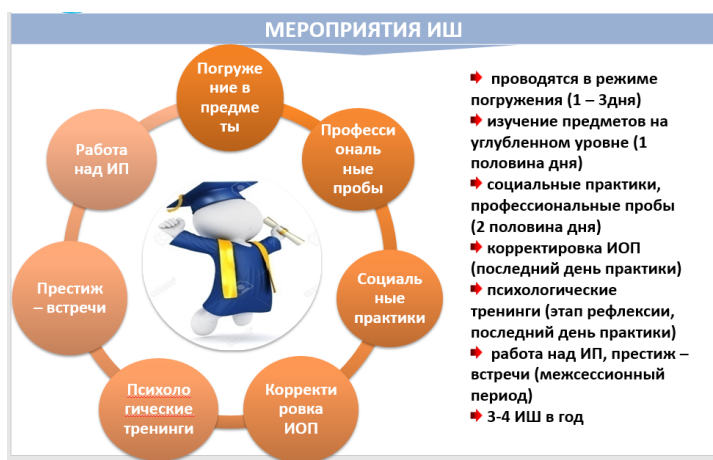 МЕРОПРИЯТИЯ ИШ
Погруже
ние в
предме
ты
Професси
ональ
ные
пробы
Социаль
ные
практики
Корректи
ровка
ИОП
Психоло
гические
тренинги
Престиж
– встречи
Работа
над ИП
проводятся в режиме
погружения (1 – 3дня)
изучение предметов на
углубленном уровне (1
половина дня)
социальные практики,
профессиональные пробы
(2 половина дня)
корректировка ИОП
(последний день практики)
психологические
тренинги (этап рефлексии,
последний день практики)
работа над ИП, престиж –
встречи (межсессионный
период)
3-4 ИШ в год